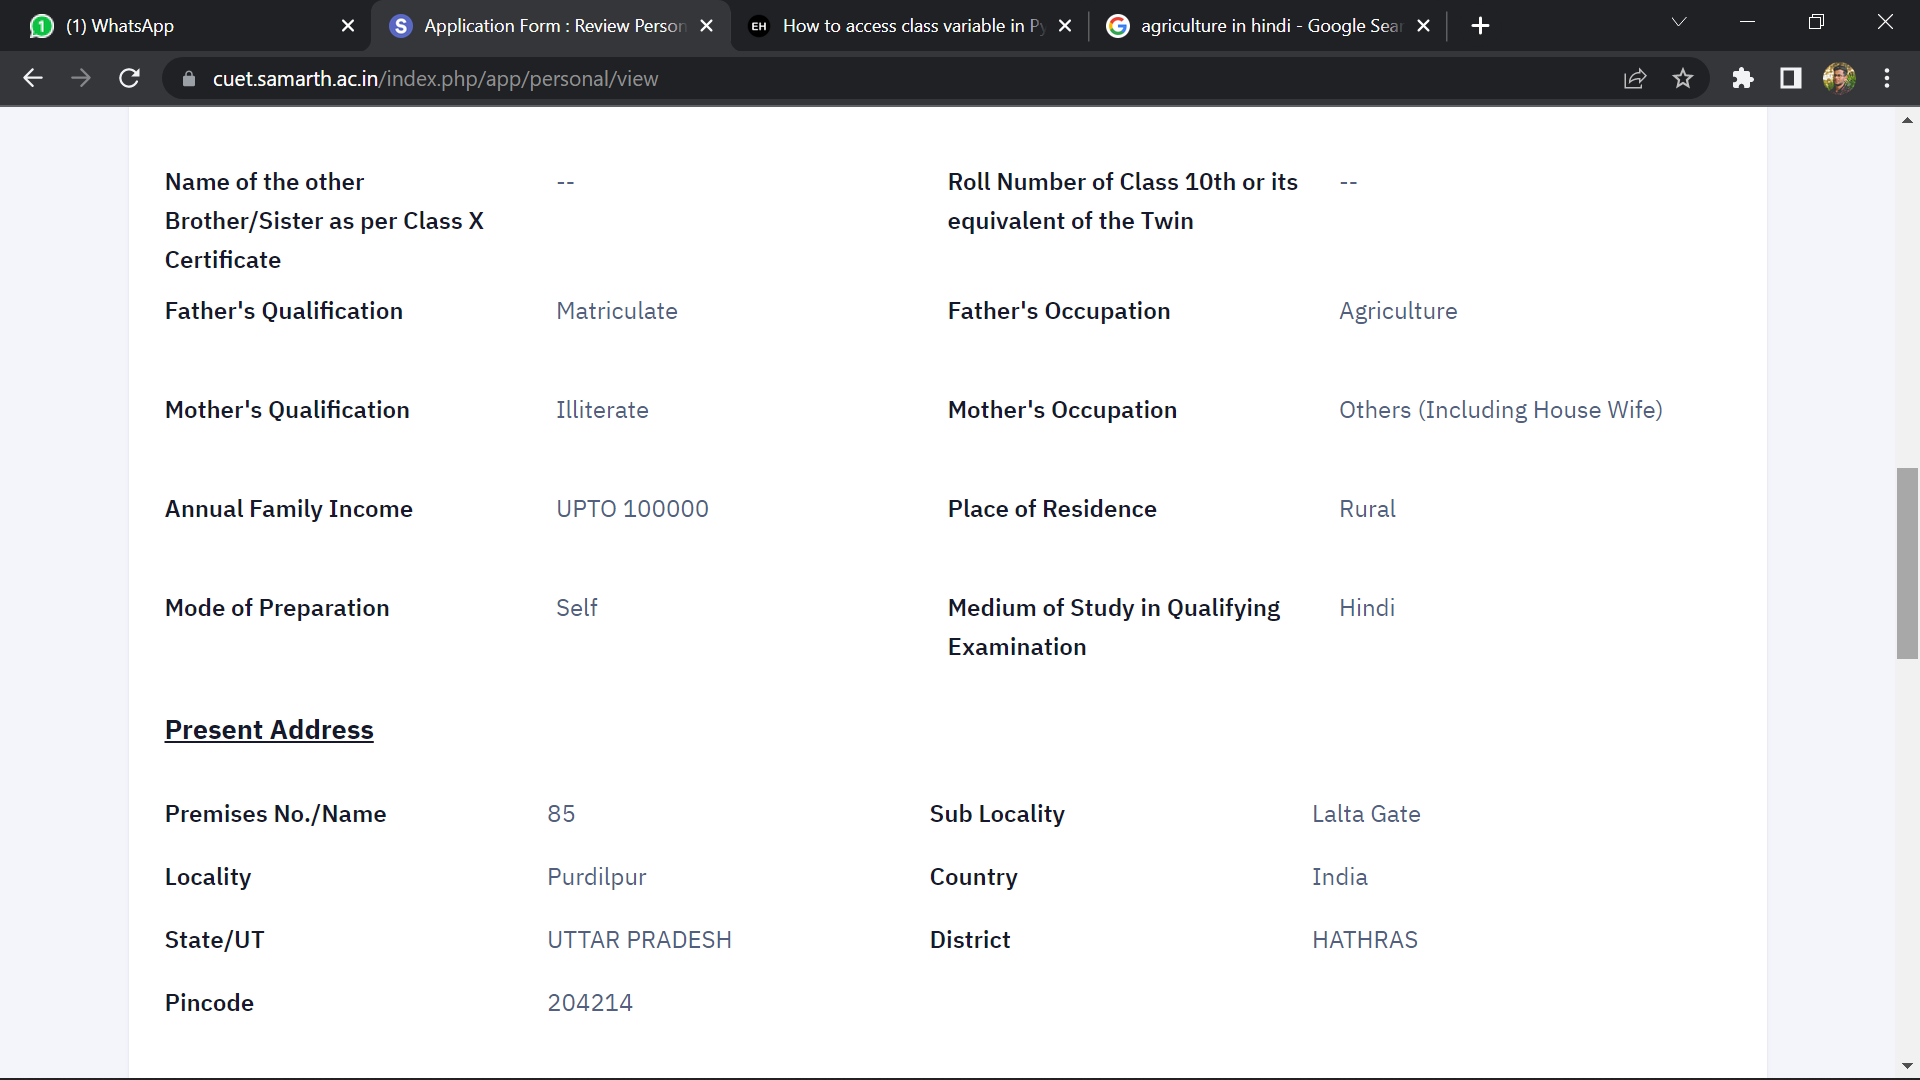 (1) WhatsApp
Application Form : Review Person
EH How to access class variable in Py
agriculture in hindi - Google Sear
cuet.samarth.ac.in/index.php/app/personal/view
Name of the other Brother/Sister as per Class X Certificate --
Roll Number of Class 10th or its equivalent of the Twin --
Father's Qualification Matriculate
Father's Occupation Agriculture
Mother's Qualification Illiterate
Mother's Occupation Others (Including House Wife)
Annual Family Income UPTO 100000
Place of Residence Rural
Mode of Preparation Self
Medium of Study in Qualifying Examination Hindi
Present Address
Premises No./Name 85
Sub Locality Lalta Gate
Locality Purdilpur
Country India
State/UT UTTAR PRADESH
District HATHRAS
Pincode 204214